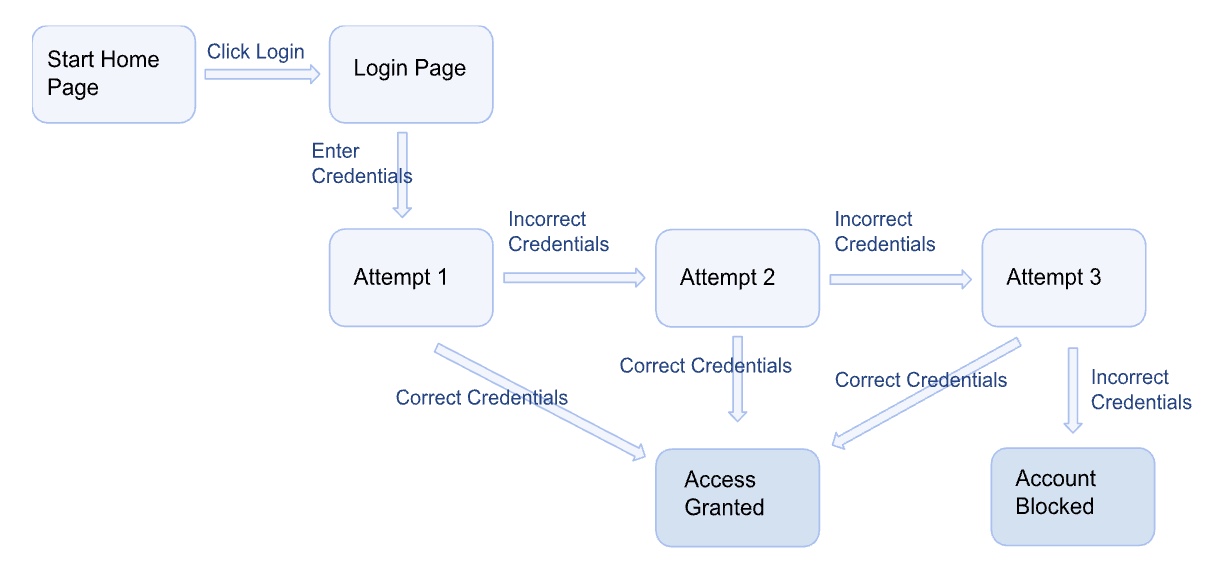 Start Home
Page
Click Login
Login Page
Enter
Credentials
Attempt 1
Incorrect
Credentials
Attempt 2
Incorrect
Credentials
Attempt 3
Correct Credentials
Correct Credentials
Correct Credentials
Incorrect
Credentials
Access
Granted
Account
Blocked